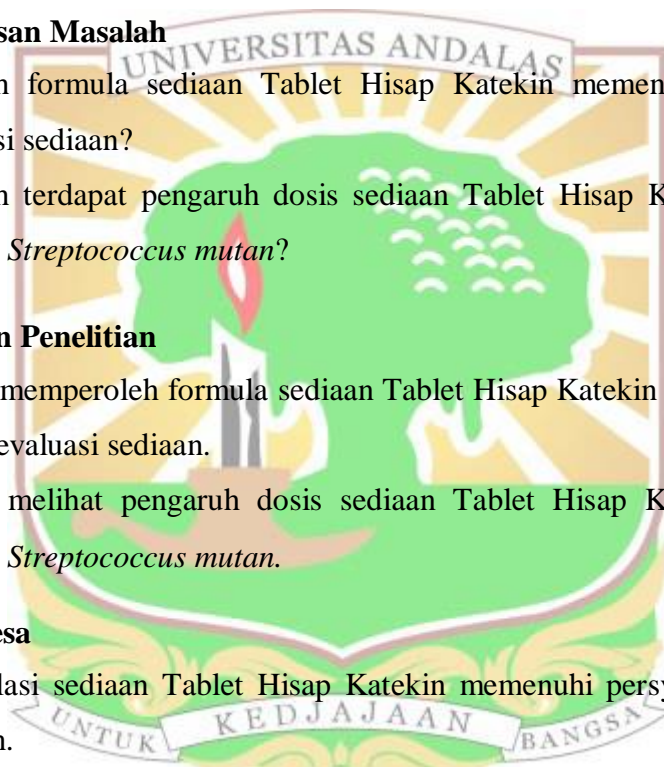 san Masalah
UNIVERSITAS ANDALAS
formula sediaan Tablet Hisap Katekin memen
si sediaan?
terdapat pengaruh dosis sediaan Tablet Hisap K
Streptococcus mutan?
n Penelitian
memperoleh formula sediaan Tablet Hisap Katekin
evaluasi sediaan.
melihat pengaruh dosis sediaan Tablet Hisap K
Streptococcus mutan.
esa
lasi sediaan Tablet Hisap Katekin memenuhi persy
UNTUK KEDJAJAAN BANGSA